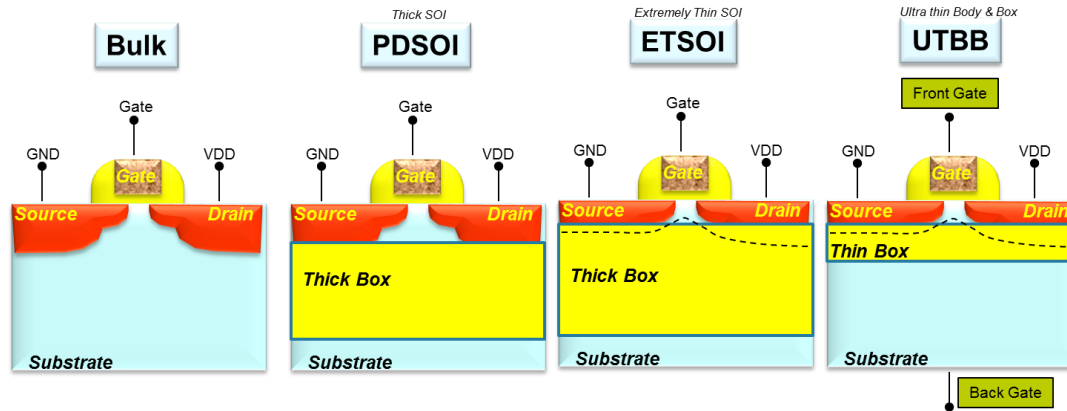 Thick SOI
Extremely Thin SOI
Ultra thin Body & Box
Bulk
PDSOI
ETSOI
UTBB
Gate
Gate
Gate
Front Gate
GND
VDD
GND
VDD
GND
VDD
GND
VDD
Gate
Gate
Gate
Gate
Source
Drain
Source
Drain
Source
Drain
Source
Drain
Thick Box
Thick Box
Thin Box
Substrate
Substrate
Substrate
Substrate
Back Gate